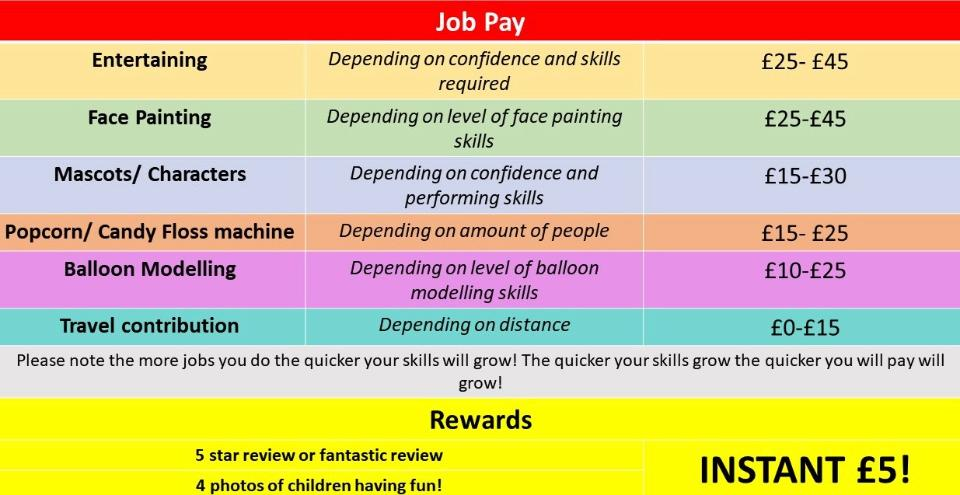 Job Pay
Entertaining
Depending on confidence and skills
required
£25- £45
Face Painting
Depending on level of face painting
skills
£25-£45
Mascots/ Characters
Depending on confidence and
performing skills
£15-£30
Popcorn/ Candy Floss machine
Depending on amount of people
£15- £25
Balloon Modelling
Depending on level of balloon
modelling skills
£10-£25
Travel contribution
Depending on distance
£0-£15
Please note the more jobs you do the quicker your skills will grow! The quicker your skills grow the quicker you will pay will
grow!
Rewards
5 star review or fantastic review
4 photos of children having fun!
INSTANT £5!